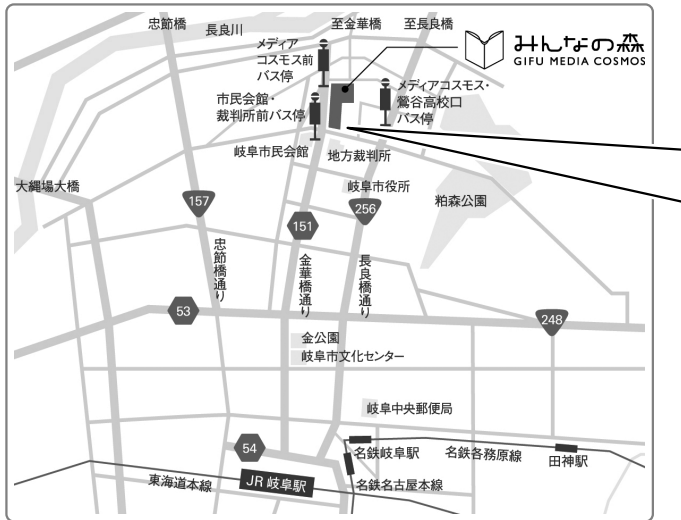 忠節橋
長良川
至金華橋
至長良橋
みんなの森
GIFU MEDIA COSMOS
メディア
コスモス前
バス停
市民会館・
裁判所前バス停
メディアコスモス・
鶯谷高校口
バス停
岐阜市民会館
地方裁判所
大縄場大橋
岐阜市役所
粕森公園
157
256
151
忠節橋通り
金華橋通り
長良橋通り
53
248
金公園
岐阜市文化センター
岐阜中央郵便局
54
名鉄岐阜駅
名鉄各務原線
田神駅
東海道本線
JR 岐阜駅
名鉄名古屋本線